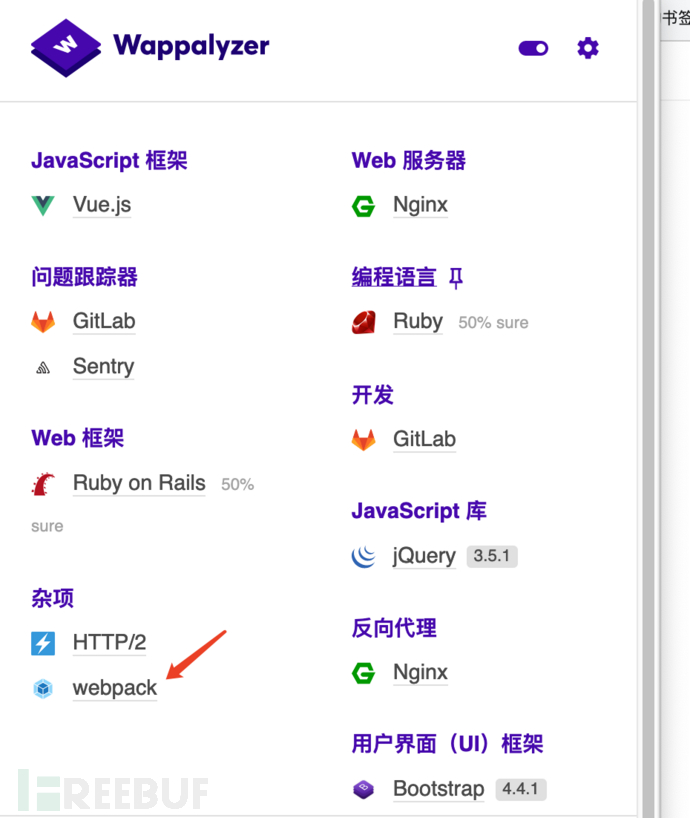 Wappalyzer
书签
JavaScript 框架
Vue.js
问题跟踪器
GitLab
Sentry
Web 框架
Ruby on Rails 50%
sure
杂项
HTTP/2
webpack
Web 服务器
Nginx
编程语言
Ruby 50% sure
开发
GitLab
JavaScript 库
jQuery 3.5.1
反向代理
Nginx
用户界面（UI）框架
Bootstrap 4.4.1
FREEBUF